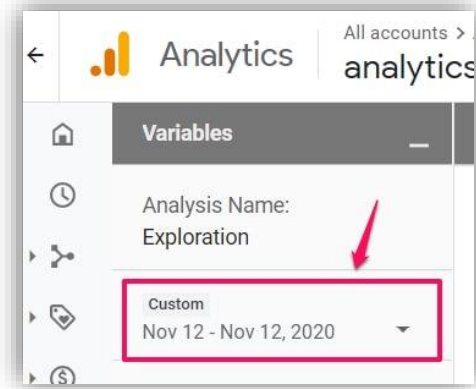 All accounts >
Analytics
analytics
Variables
Analysis Name:
Exploration
Custom
Nov 12 - Nov 12, 2020